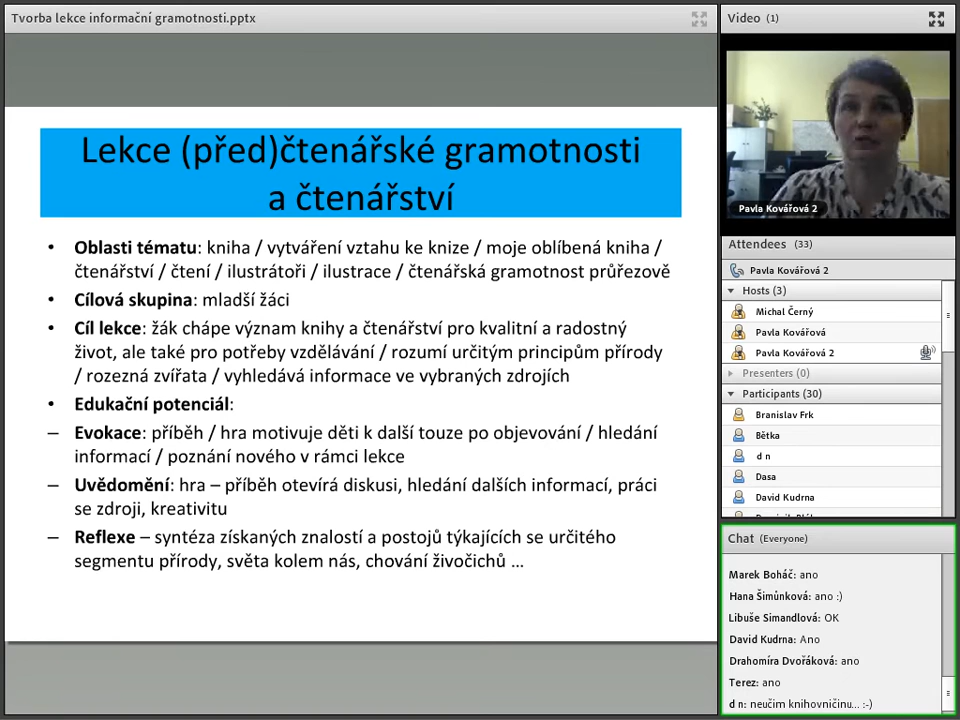 Tvorba lekce informační gramotnosti.pptx
Lekce (před)čtenářské gramotnosti
a čtenářství
• Oblasti tématu: kniha / vytváření vztahu ke knize / moje oblíbená kniha /
čtenářství / čtení / ilustrátoři / ilustrace / čtenářská gramotnost průřezově
• Cílová skupina: mladší žáci
• Cíl lekce: žák chápe význam knihy a čtenářství pro kvalitní a radostný
život, ale také pro potřeby vzdělávání / rozumí určitým principům přírody
/ rozezná zvířata / vyhledává informace ve vybraných zdrojích
• Edukační potenciál:
– Evokace: příběh / hra motivuje děti k další touze po objevování / hledání
informací / poznání nového v rámci lekce
– Uvědomění: hra – příběh otevírá diskusi, hledání dalších informací, práci
se zdroji, kreativitu
– Reflexe – syntéza získaných znalostí a postojů týkajících se určitého
segmentu přírody, světa kolem nás, chování živočichů ...
Video (1)
Pavla Kovářová 2
Attendees (33)
Pavla Kovářová 2
Hosts (3)
Michal Černý
Pavla Kovářová
Pavla Kovářová 2
Presenters (0)
Participants (30)
Branislav Frk
Bětka
d n
Dasa
David Kudrna
Chat (Everyone)
Marek Boháč: ano
Hana Šimůnková: ano :)
Libuše Simandlová: OK
David Kudrna: Ano
Drahomíra Dvořáková: ano
Terez: ano
d n: neučim knihovničinu... :-)